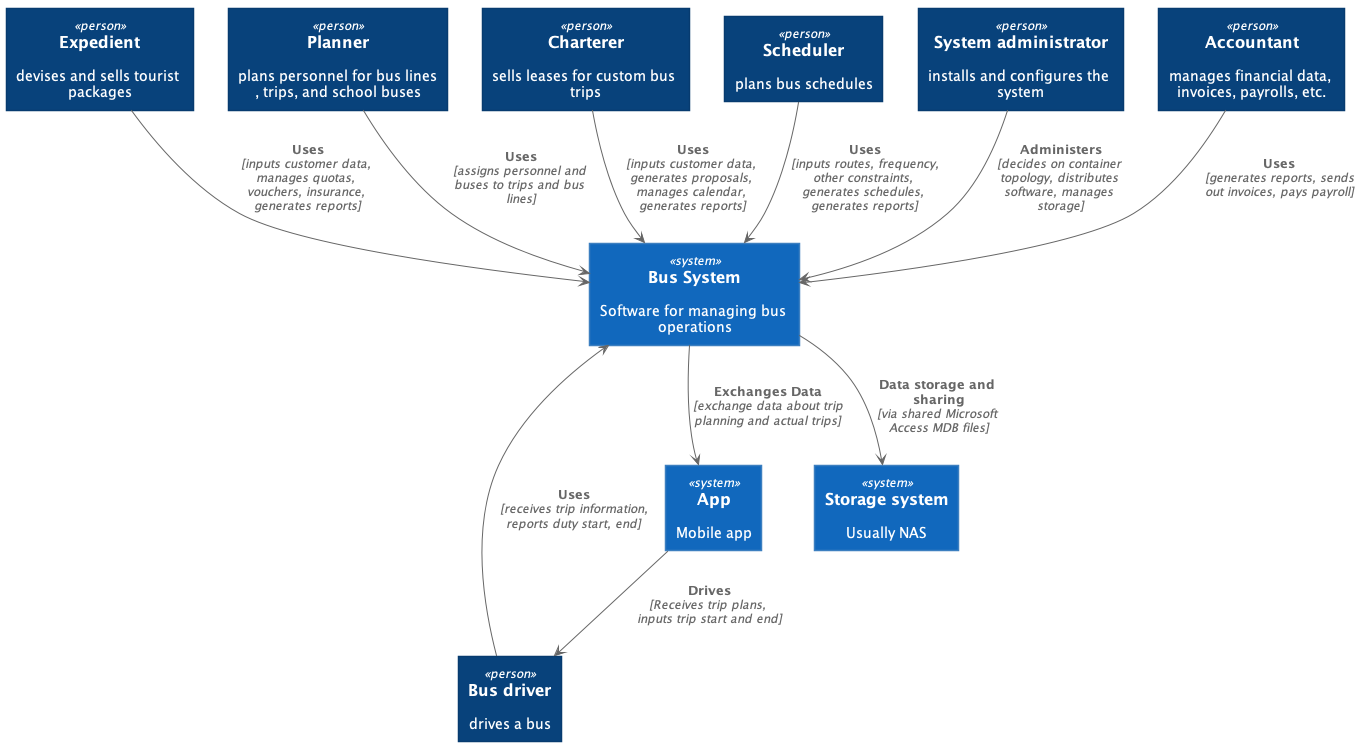 «person»
Expedient
devises and sells tourist
packages
«person»
Planner
plans personnel for bus lines
, trips, and school buses
«person»
Charterer
sells leases for custom bus
trips
«person»
Scheduler
plans bus schedules
«person»
System administrator
installs and configures the
system
«person»
Accountant
manages financial data,
invoices, payrolls, etc.
Uses
[inputs customer data,
manages quotas,
vouchers, insurance,
generates reports]
Uses
[assigns personnel and
buses to trips and bus
lines]
Uses
[inputs customer data,
generates proposals,
manages calendar,
generates reports]
Uses
[inputs routes, frequency,
other constraints,
generates schedules,
generates reports]
Administers
[decides on container
topology, distributes
software, manages
storage]
Uses
[generates reports, sends
out invoices, pays payroll]
«system»
Bus System
Software for managing bus
operations
Exchanges Data
[exchange data about trip
planning and actual trips]
Data storage and
sharing
[via shared Microsoft
Access MDB files]
Uses
[receives trip information,
reports duty start, end]
«system»
App
Mobile app
«system»
Storage system
Usually NAS
Drives
[Receives trip plans,
inputs trip start and end]
«person»
Bus driver
drives a bus